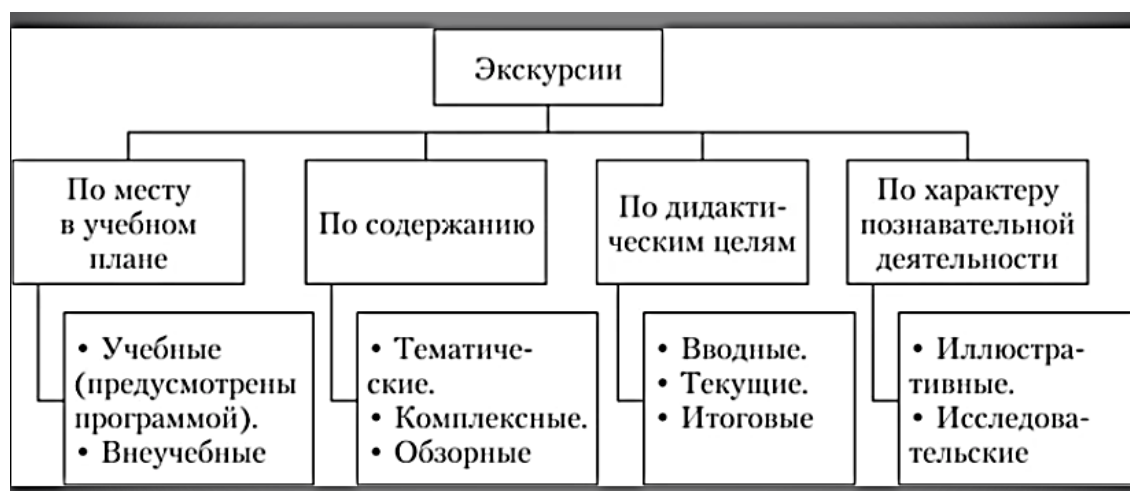 Экскурсии
По месту
в учебном
плане
По содержанию
По дидакти-
ческим целям
По характеру
познавательной
деятельности
• Учебные
(предусмотрены
программой).
• Внеучебные
• Тематиче-
ские.
• Комплексные.
• Обзорные
• Вводные.
• Текущие.
• Итоговые
• Иллюстра-
тивные.
• Исследова-
тельские